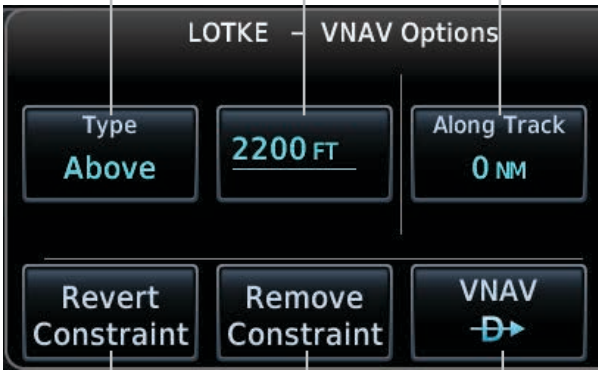 LOTKE – VNAV Options
Type
Above
2200 FT
Along Track
0 NM
Revert
Constraint
Remove
Constraint
VNAV
D